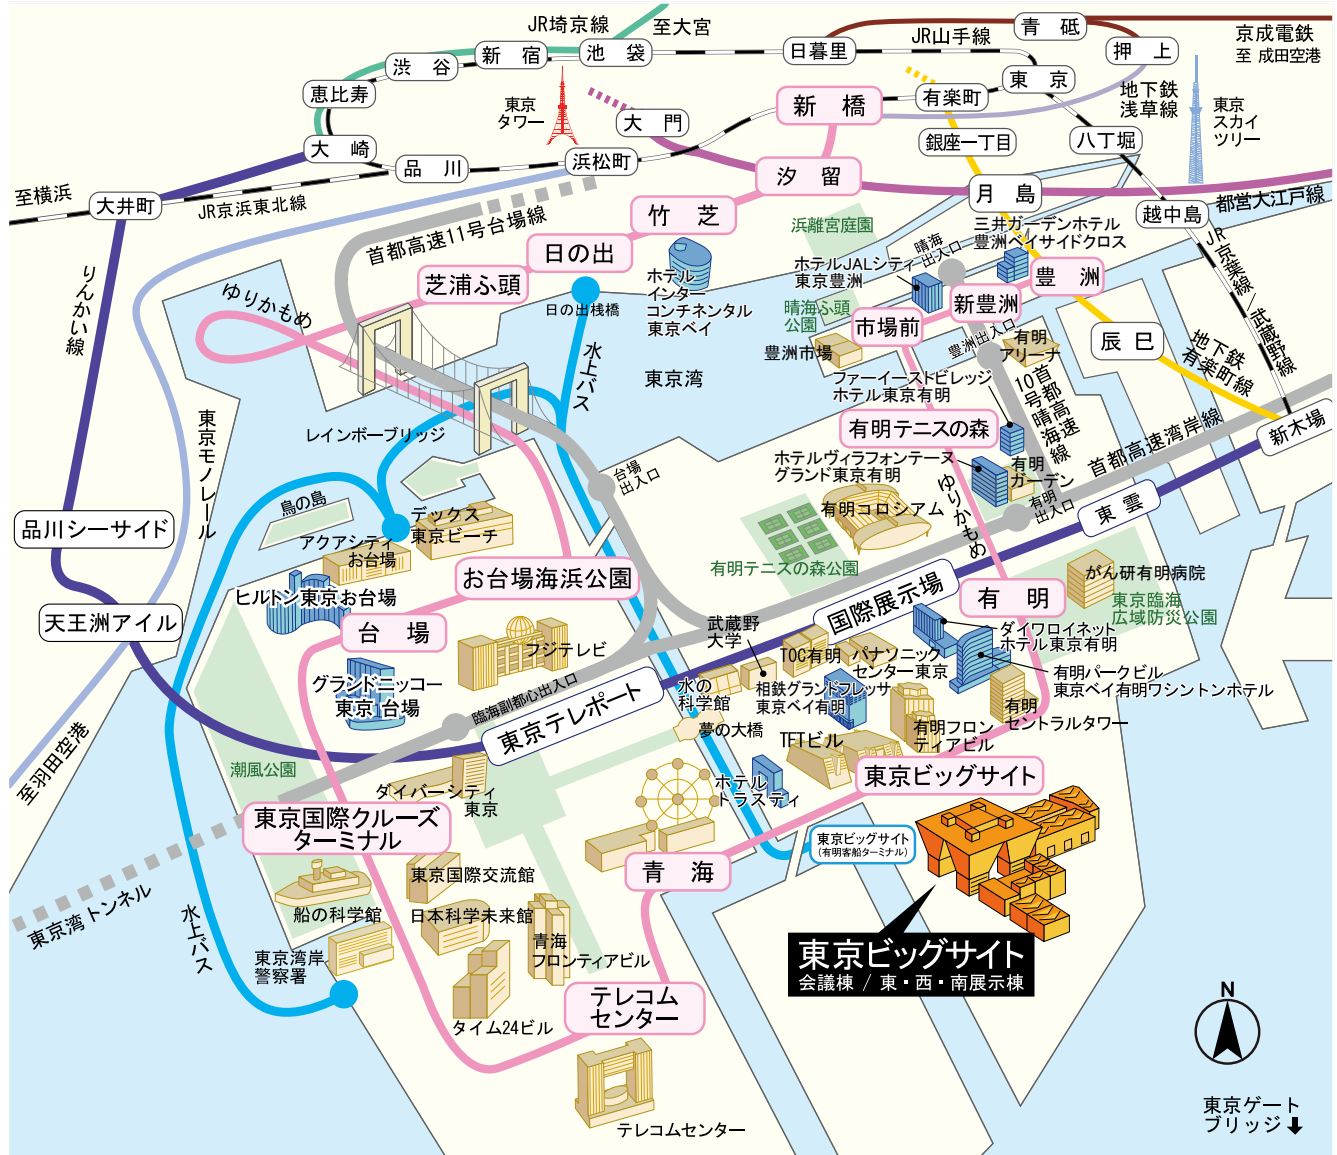 JR埼京線
至大宮
JR山手線
青 砥
京成電鉄
至 成田空港
渋 谷
新 宿
池 袋
日暮里
押 上
恵比寿
東京
タワー
大 門
新 橋
有楽町
東 京
地下鉄
浅草線
東京
スカイ
ツリー
大 崎
品 川
浜松町
銀座一丁目
八丁堀
至横浜
大井町
JR京浜東北線
汐 留
月 島
越中島
都営大江戸線
首都高速11号台場線
竹 芝
浜離宮庭園
三井ガーデンホテル
豊洲ベイサイドクロス
晴海
出入口
JR京葉線/武蔵野線
りんかい線
日の出
ホテル
インター
コンチネンタル
東京ベイ
ホテルJALシティ
東京豊洲
豊 洲
芝浦ふ頭
ゆりかもめ
日の出桟橋
晴海ふ頭
公園
新豊洲
市場前
豊洲市場
豊洲出入口
有明
アリーナ
辰 巳
地下鉄
有楽町線
水上バス
東京湾
ファーイーストビレッジ
ホテル東京有明
首都高速
10号晴海線
東京モノレール
レインボーブリッジ
有明テニスの森
新木場
首都高速湾岸線
台場
出入口
ホテルヴィラフォンテーヌ
グランド東京有明
有明
ガーデン
有明
出入口
東 雲
鳥の島
デックス
東京ビーチ
有明コロシアム
ゆりかもめ
品川シーサイド
アクアシティ
お台場
有明テニスの森公園
がん研有明病院
お台場海浜公園
国際展示場
有 明
東京臨海
広域防災公園
ヒルトン東京お台場
天王洲アイル
台 場
フジテレビ
武蔵野
大学
TOC有明
パナソニック
センター東京
ダイワロイネット
ホテル東京有明
有明パークビル
東京ベイ有明ワシントンホテル
グランドニッコー
東京 台場
臨海副都心出入口
東京テレポート
水の
科学館
相鉄グランドフレッサ
東京ベイ有明
有明
セントラルタワー
有明フロン
ティアビル
夢の大橋
TFTビル
至羽田空港
潮風公園
ダイバーシティ
東京
ホテル
トラスティ
東京ビッグサイト
東京国際クルーズ
ターミナル
東京ビッグサイト
(有明客船ターミナル)
青 海
東京湾トンネル
水上バス
船の科学館
東京国際交流館
日本科学未来館
青海
フロンティアビル
東京湾岸
警察署
東京ビッグサイト
会議棟 / 東・西・南展示棟
テレコム
センター
タイム24ビル
テレコムセンター
N
東京ゲート
ブリッジ